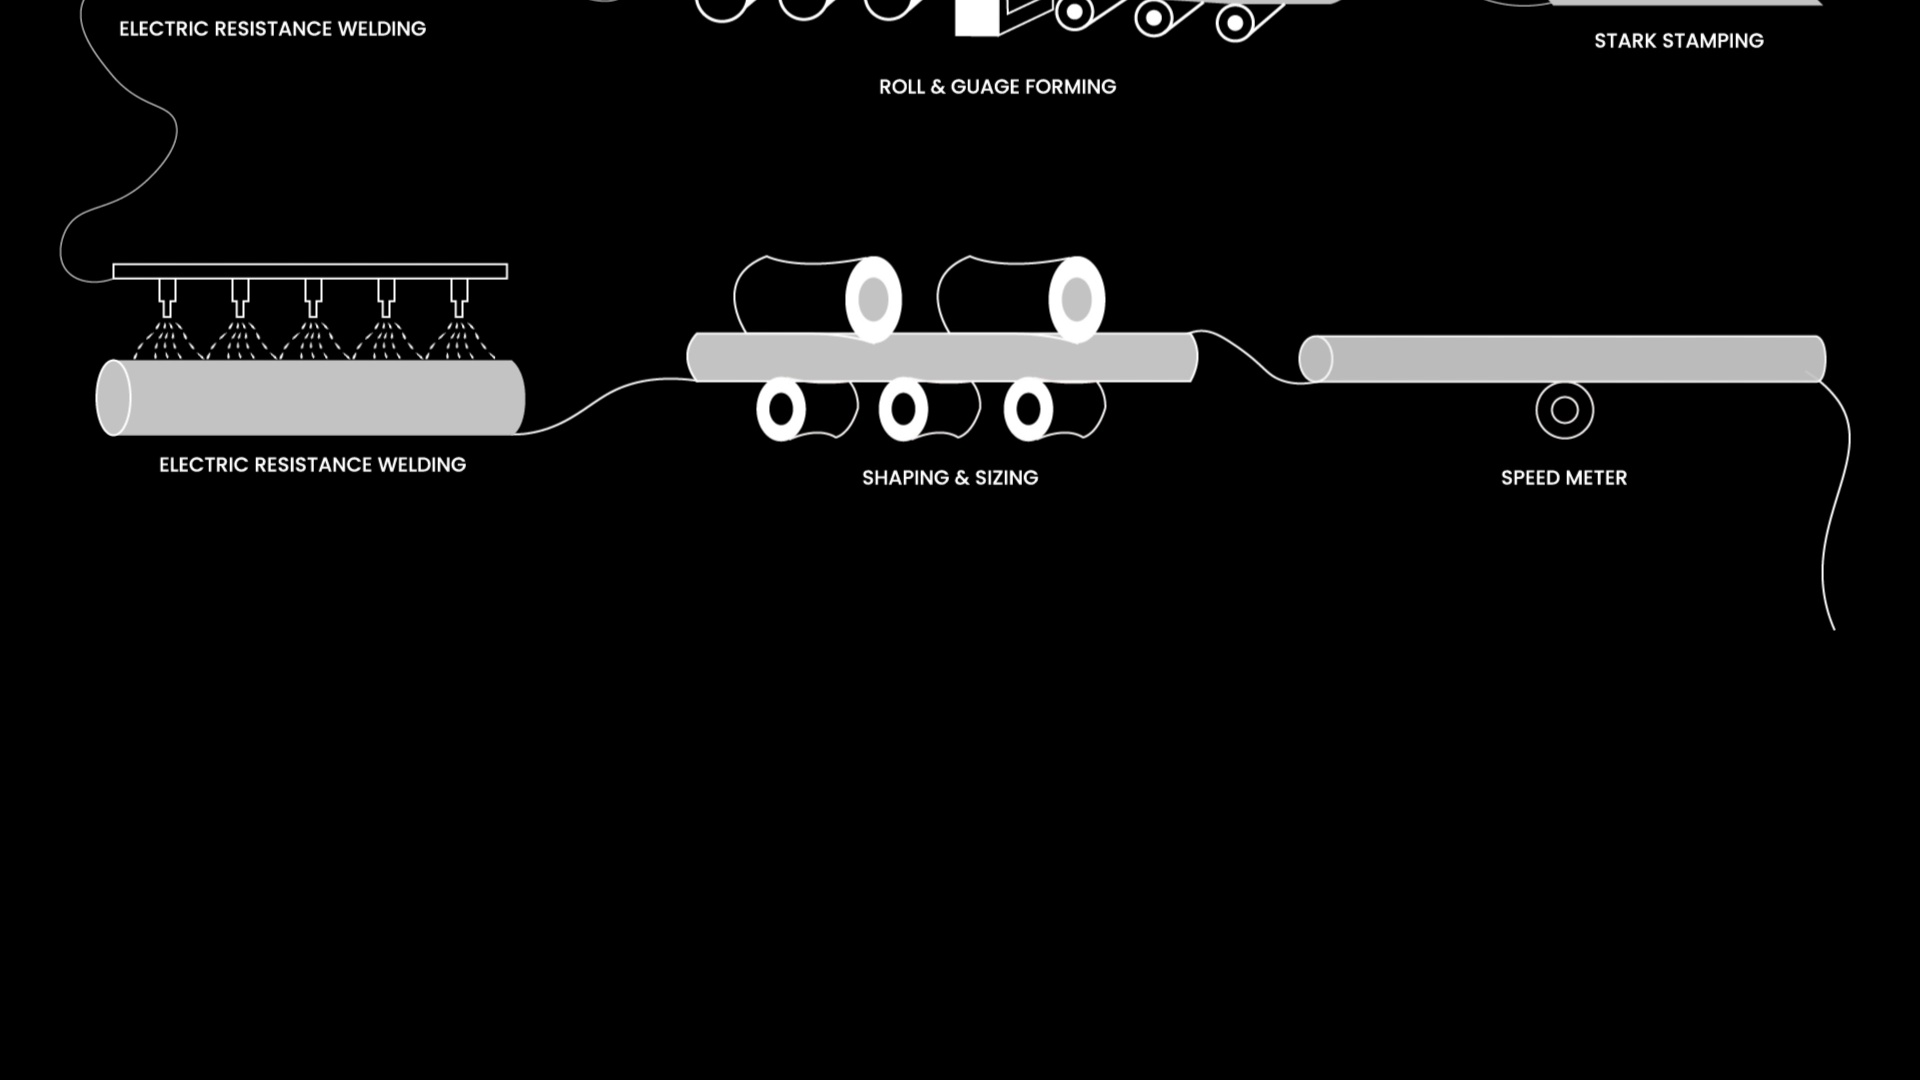 ELECTRIC RESISTANCE WELDING
STARK STAMPING
ROLL & GUAGE FORMING
ELECTRIC RESISTANCE WELDING
SHAPING & SIZING
SPEED METER